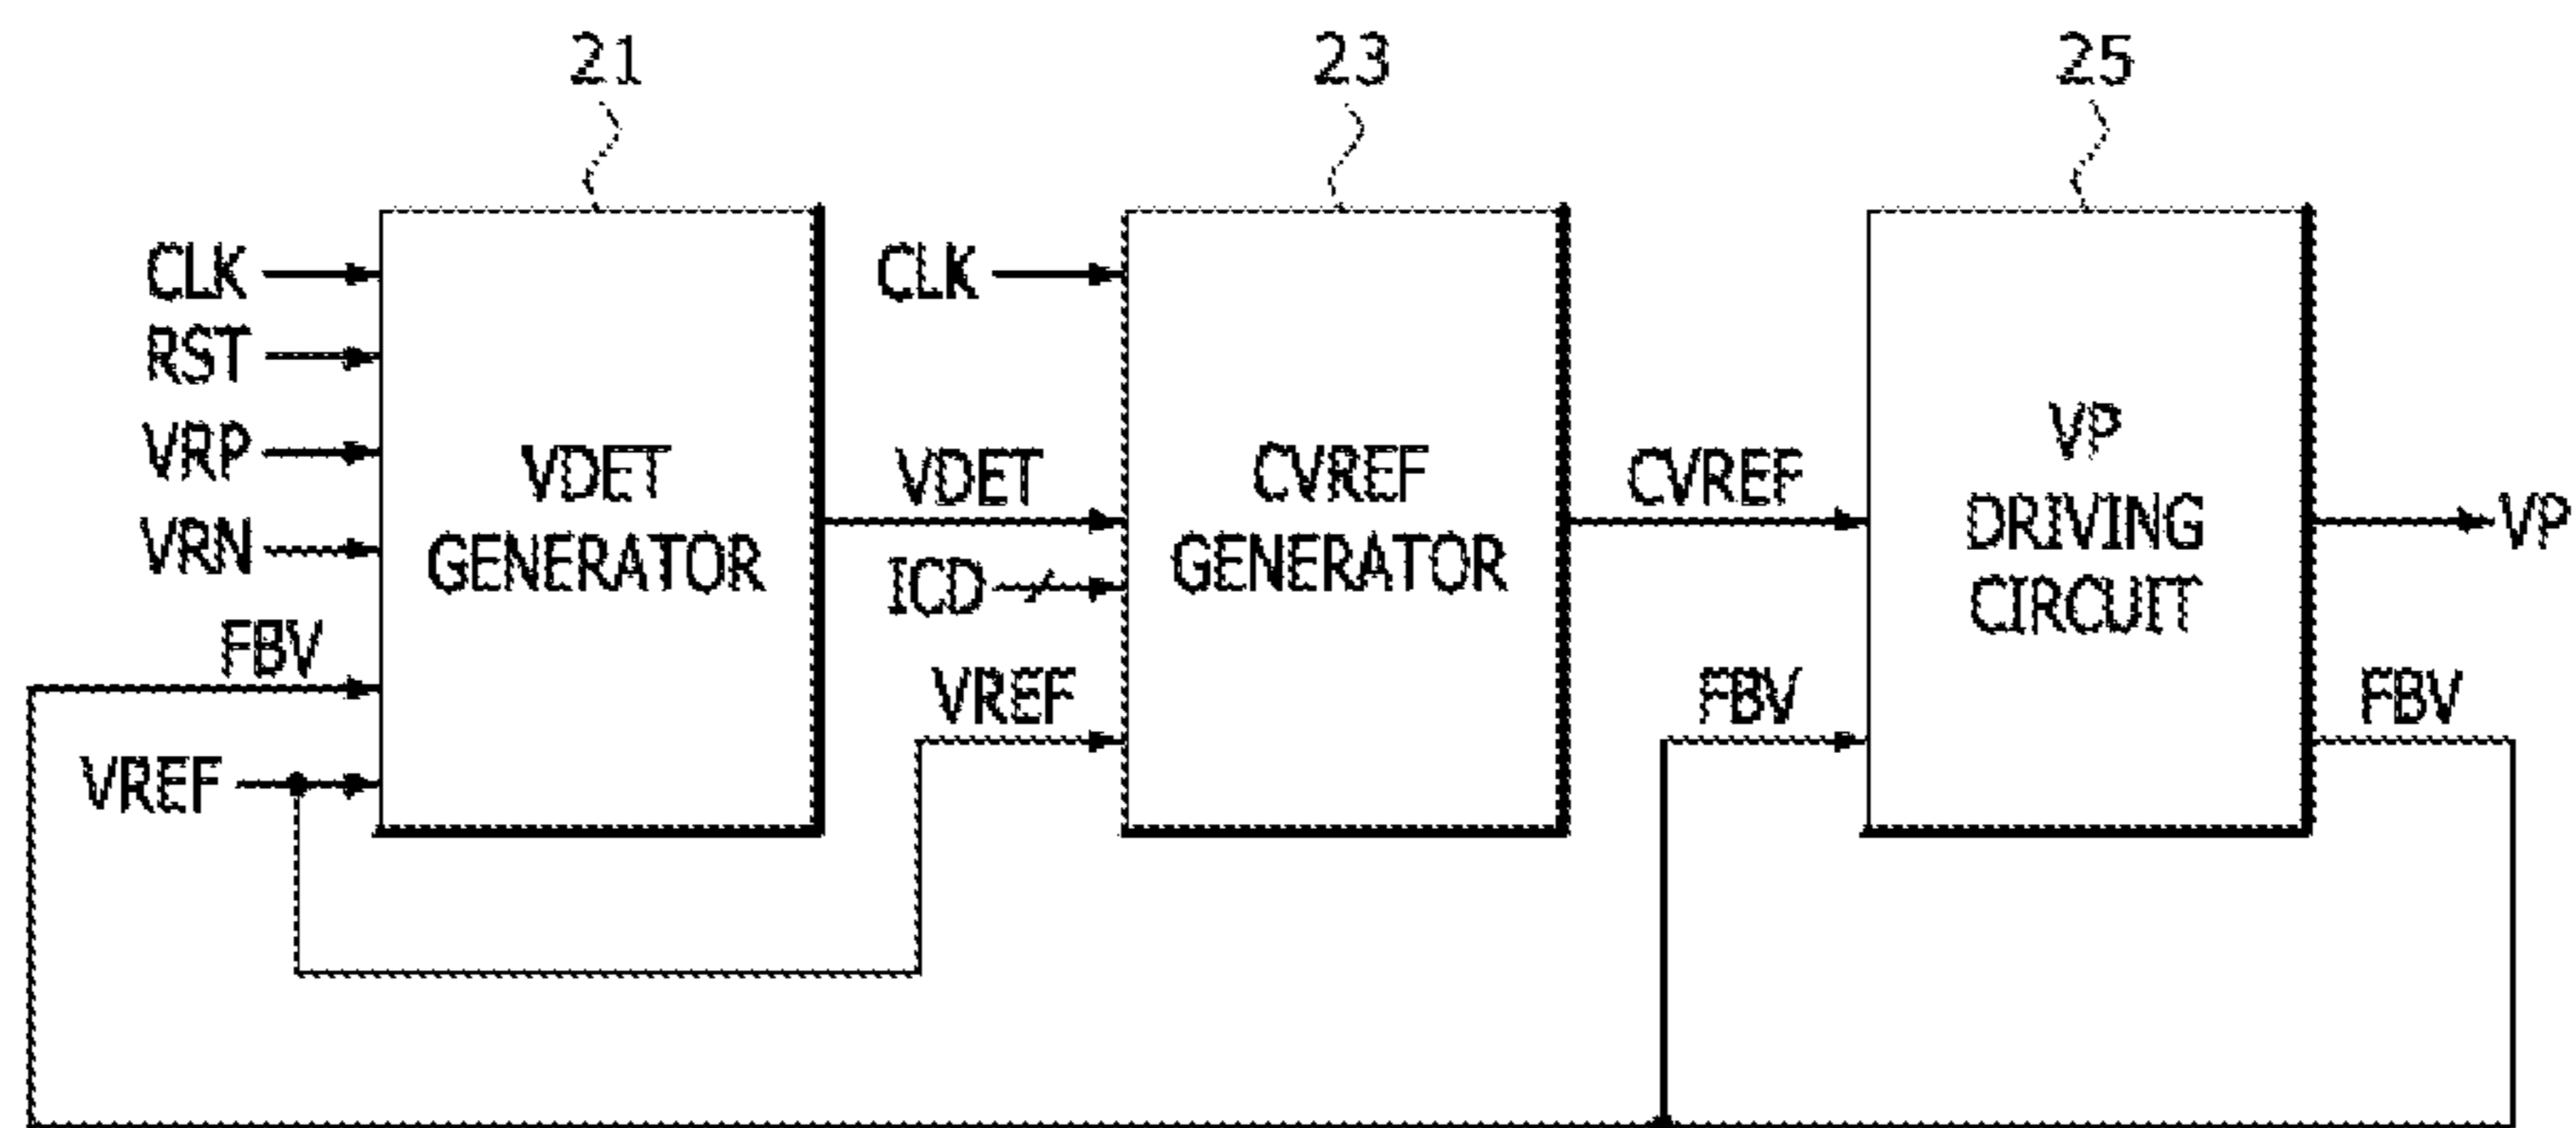 21
23
25
CLK
RST
VRP
VRN
FBV
VREF
VDET
GENERATOR
CLK
VDET
ICD
VREF
CVREF
GENERATOR
CVREF
FBV
VP
DRIVING
CIRCUIT
VP
FBV